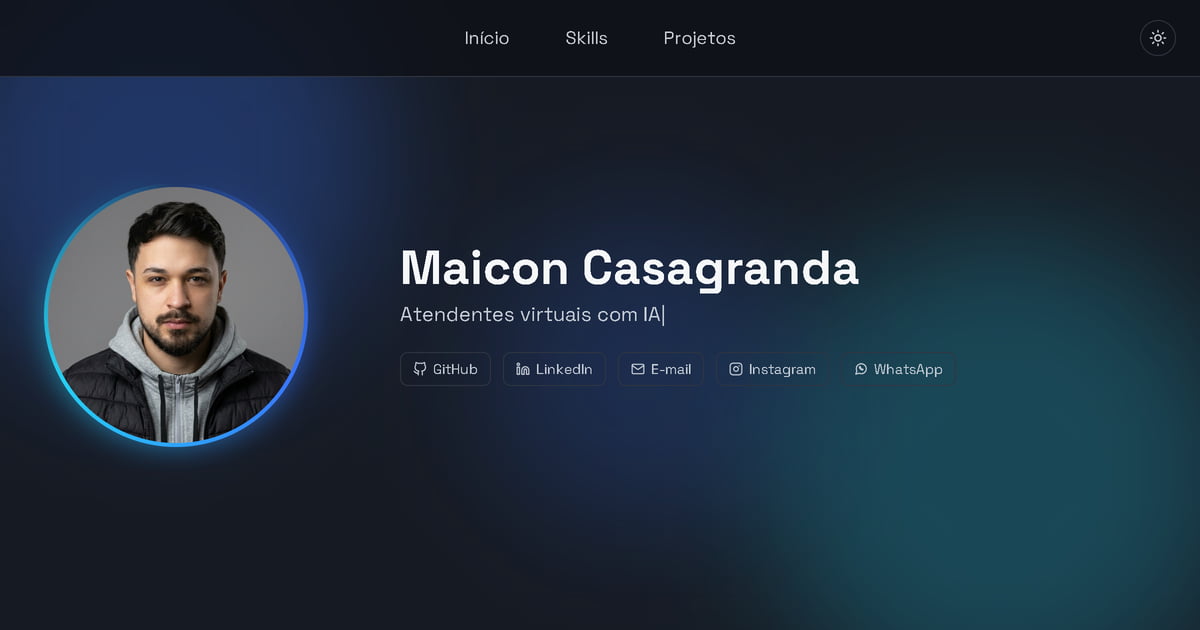 Início Skills Projetos
Maicon Casagranda
Atendentes virtuais com IA|
GitHub LinkedIn E-mail Instagram WhatsApp